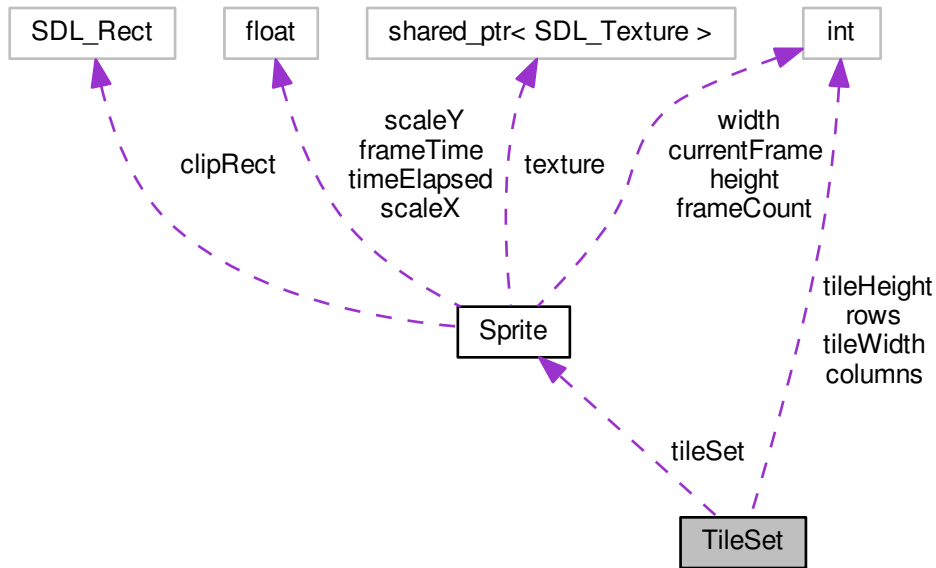 SDL_Rect
float
shared_ptr< SDL_Texture >
int
clipRect
scaleY
frameTime
timeElapsed
scaleX
texture
width
currentFrame
height
frameCount
tileHeight
rows
tileWidth
columns
Sprite
tileSet
TileSet